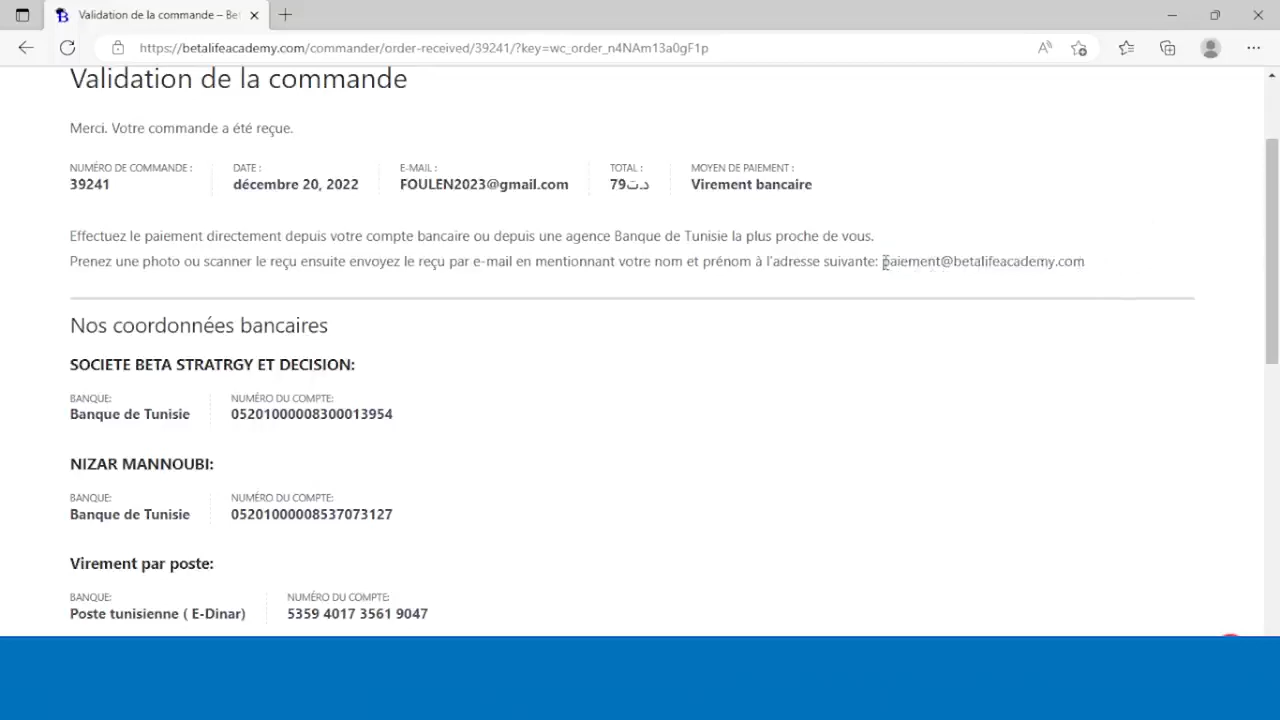 Validation de la commande – Be
https://betalifeacademy.com/commander/order-received/39241/?key=wc_order_n4NAm13a0gF1p
Validation de la commande
Merci. Votre commande a été reçue.
NUMÉRO DE COMMANDE : DATE : E-MAIL : TOTAL : MOYEN DE PAIEMENT :
39241 décembre 20, 2022 FOULEN2023@gmail.com 79د.ت Virement bancaire
Effectuez le paiement directement depuis votre compte bancaire ou depuis une agence Banque de Tunisie la plus proche de vous.
Prenez une photo ou scanner le reçu ensuite envoyez le reçu par e-mail en mentionnant votre nom et prénom à l'adresse suivante: paiement@betalifeacademy.com
Nos coordonnées bancaires
SOCIETE BETA STRATRGY ET DECISION:
BANQUE: NUMÉRO DU COMPTE:
Banque de Tunisie 05201000008300013954
NIZAR MANNOUBI:
BANQUE: NUMÉRO DU COMPTE:
Banque de Tunisie 05201000008537073127
Virement par poste:
BANQUE: NUMÉRO DU COMPTE:
Poste tunisienne ( E-Dinar) 5359 4017 3561 9047